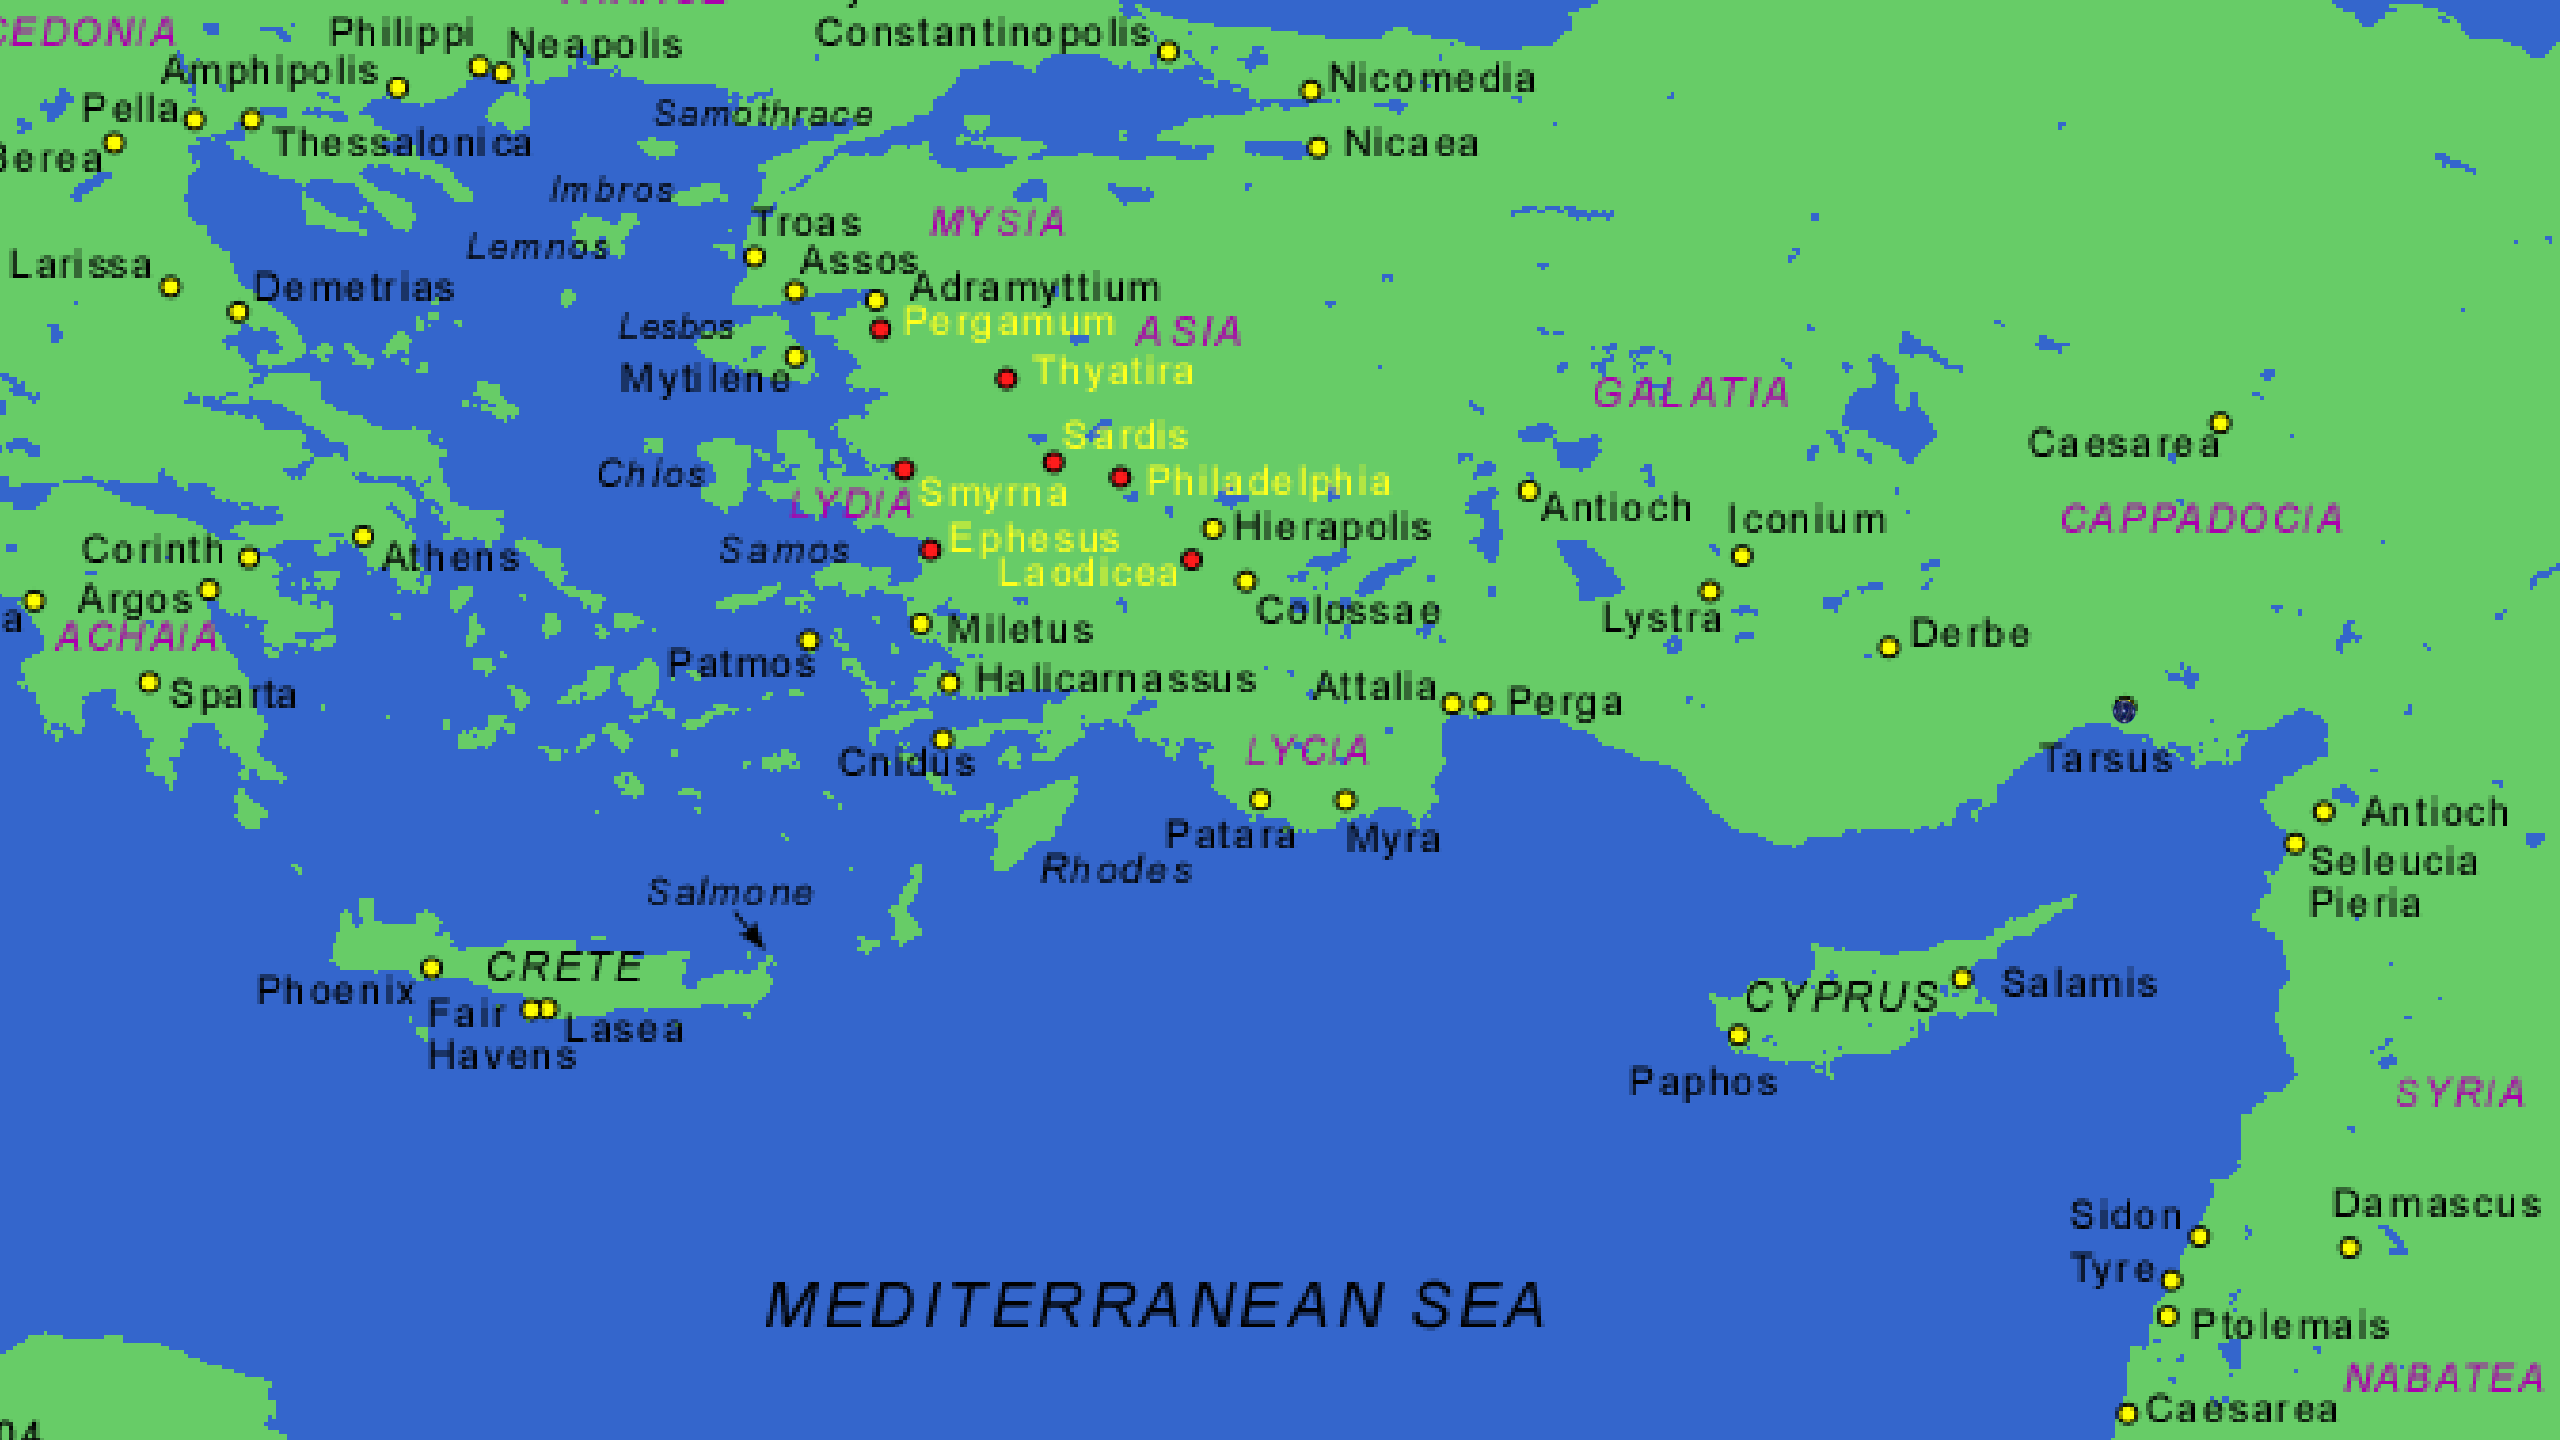 CEDONIA
Philippi
Neapolis
Constantinopolis
Amphipolis
Nicomedia
Pella
Samothrace
Thessalonica
Nicaea
Berea
Imbros
Troas
MYSIA
Lemnos
Larissa
Assos
Demetrias
Adramyttium
Lesbos
Pergamum
ASIA
Mytilene
Thyatira
GALATIA
Sardis
Caesarea
Chios
Philadelphia
LYDIA
Smyrna
Antioch
Iconium
CAPPADOCIA
Hierapolis
Corinth
Athens
Samos
Ephesus
Laodicea
Argos
a
Colossae
Lystra
ACHAIA
Miletus
Derbe
Patmos
Sparta
Halicarnassus
Attalia
Perga
LYCIA
Cnidus
Tarsus
Patara
Myra
Antioch
Rhodes
Seleucia
Pieria
Salmone
CRETE
Phoenix
CYPRUS
Salamis
Fair
Havens
Lasea
Paphos
SYRIA
Sidon
Damascus
Tyre
MEDITERRANEAN SEA
Ptolemais
NABATEA
Caesarea
04